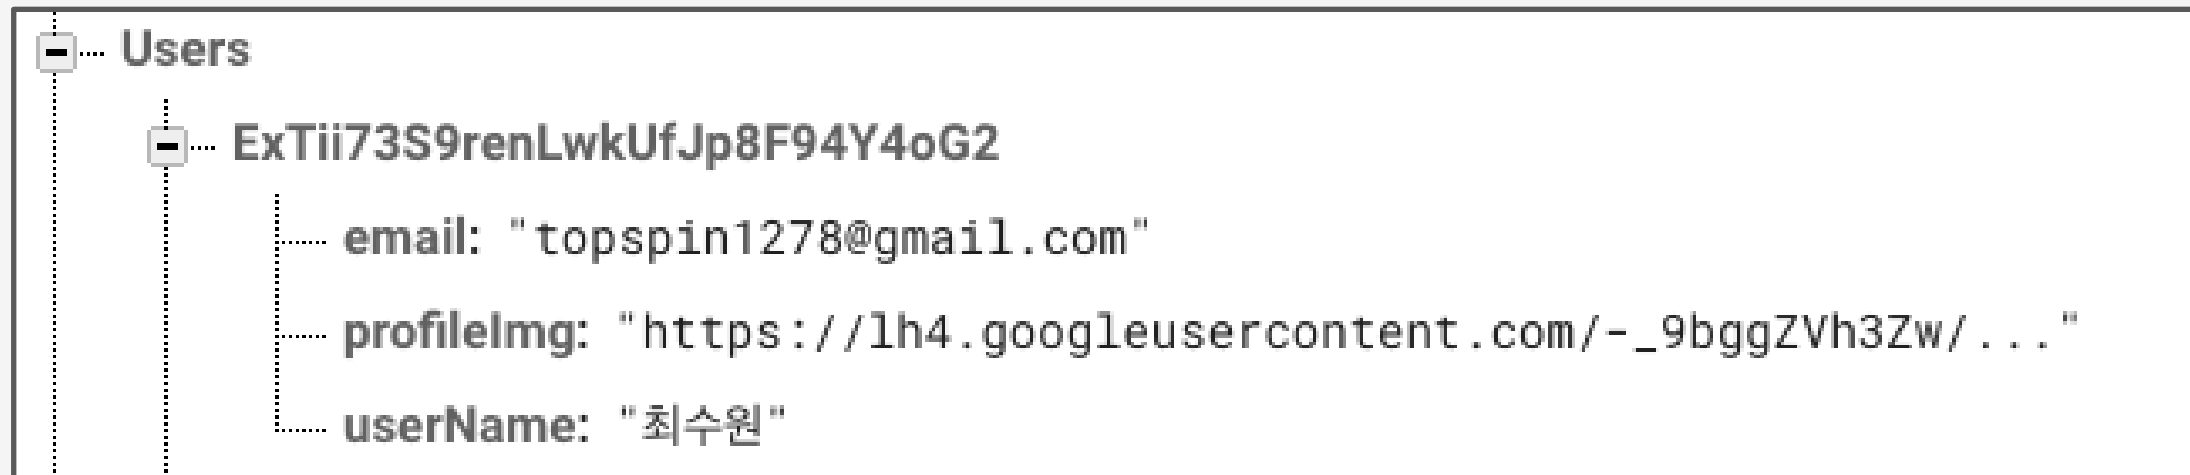 Users
ExTii73S9renLwkUfJp8F94Y4oG2
email: "topspin1278@gmail.com"
profileImg: "https://lh4.googleusercontent.com/-_9bggZVh3Zw/..."
userName: "최수원"